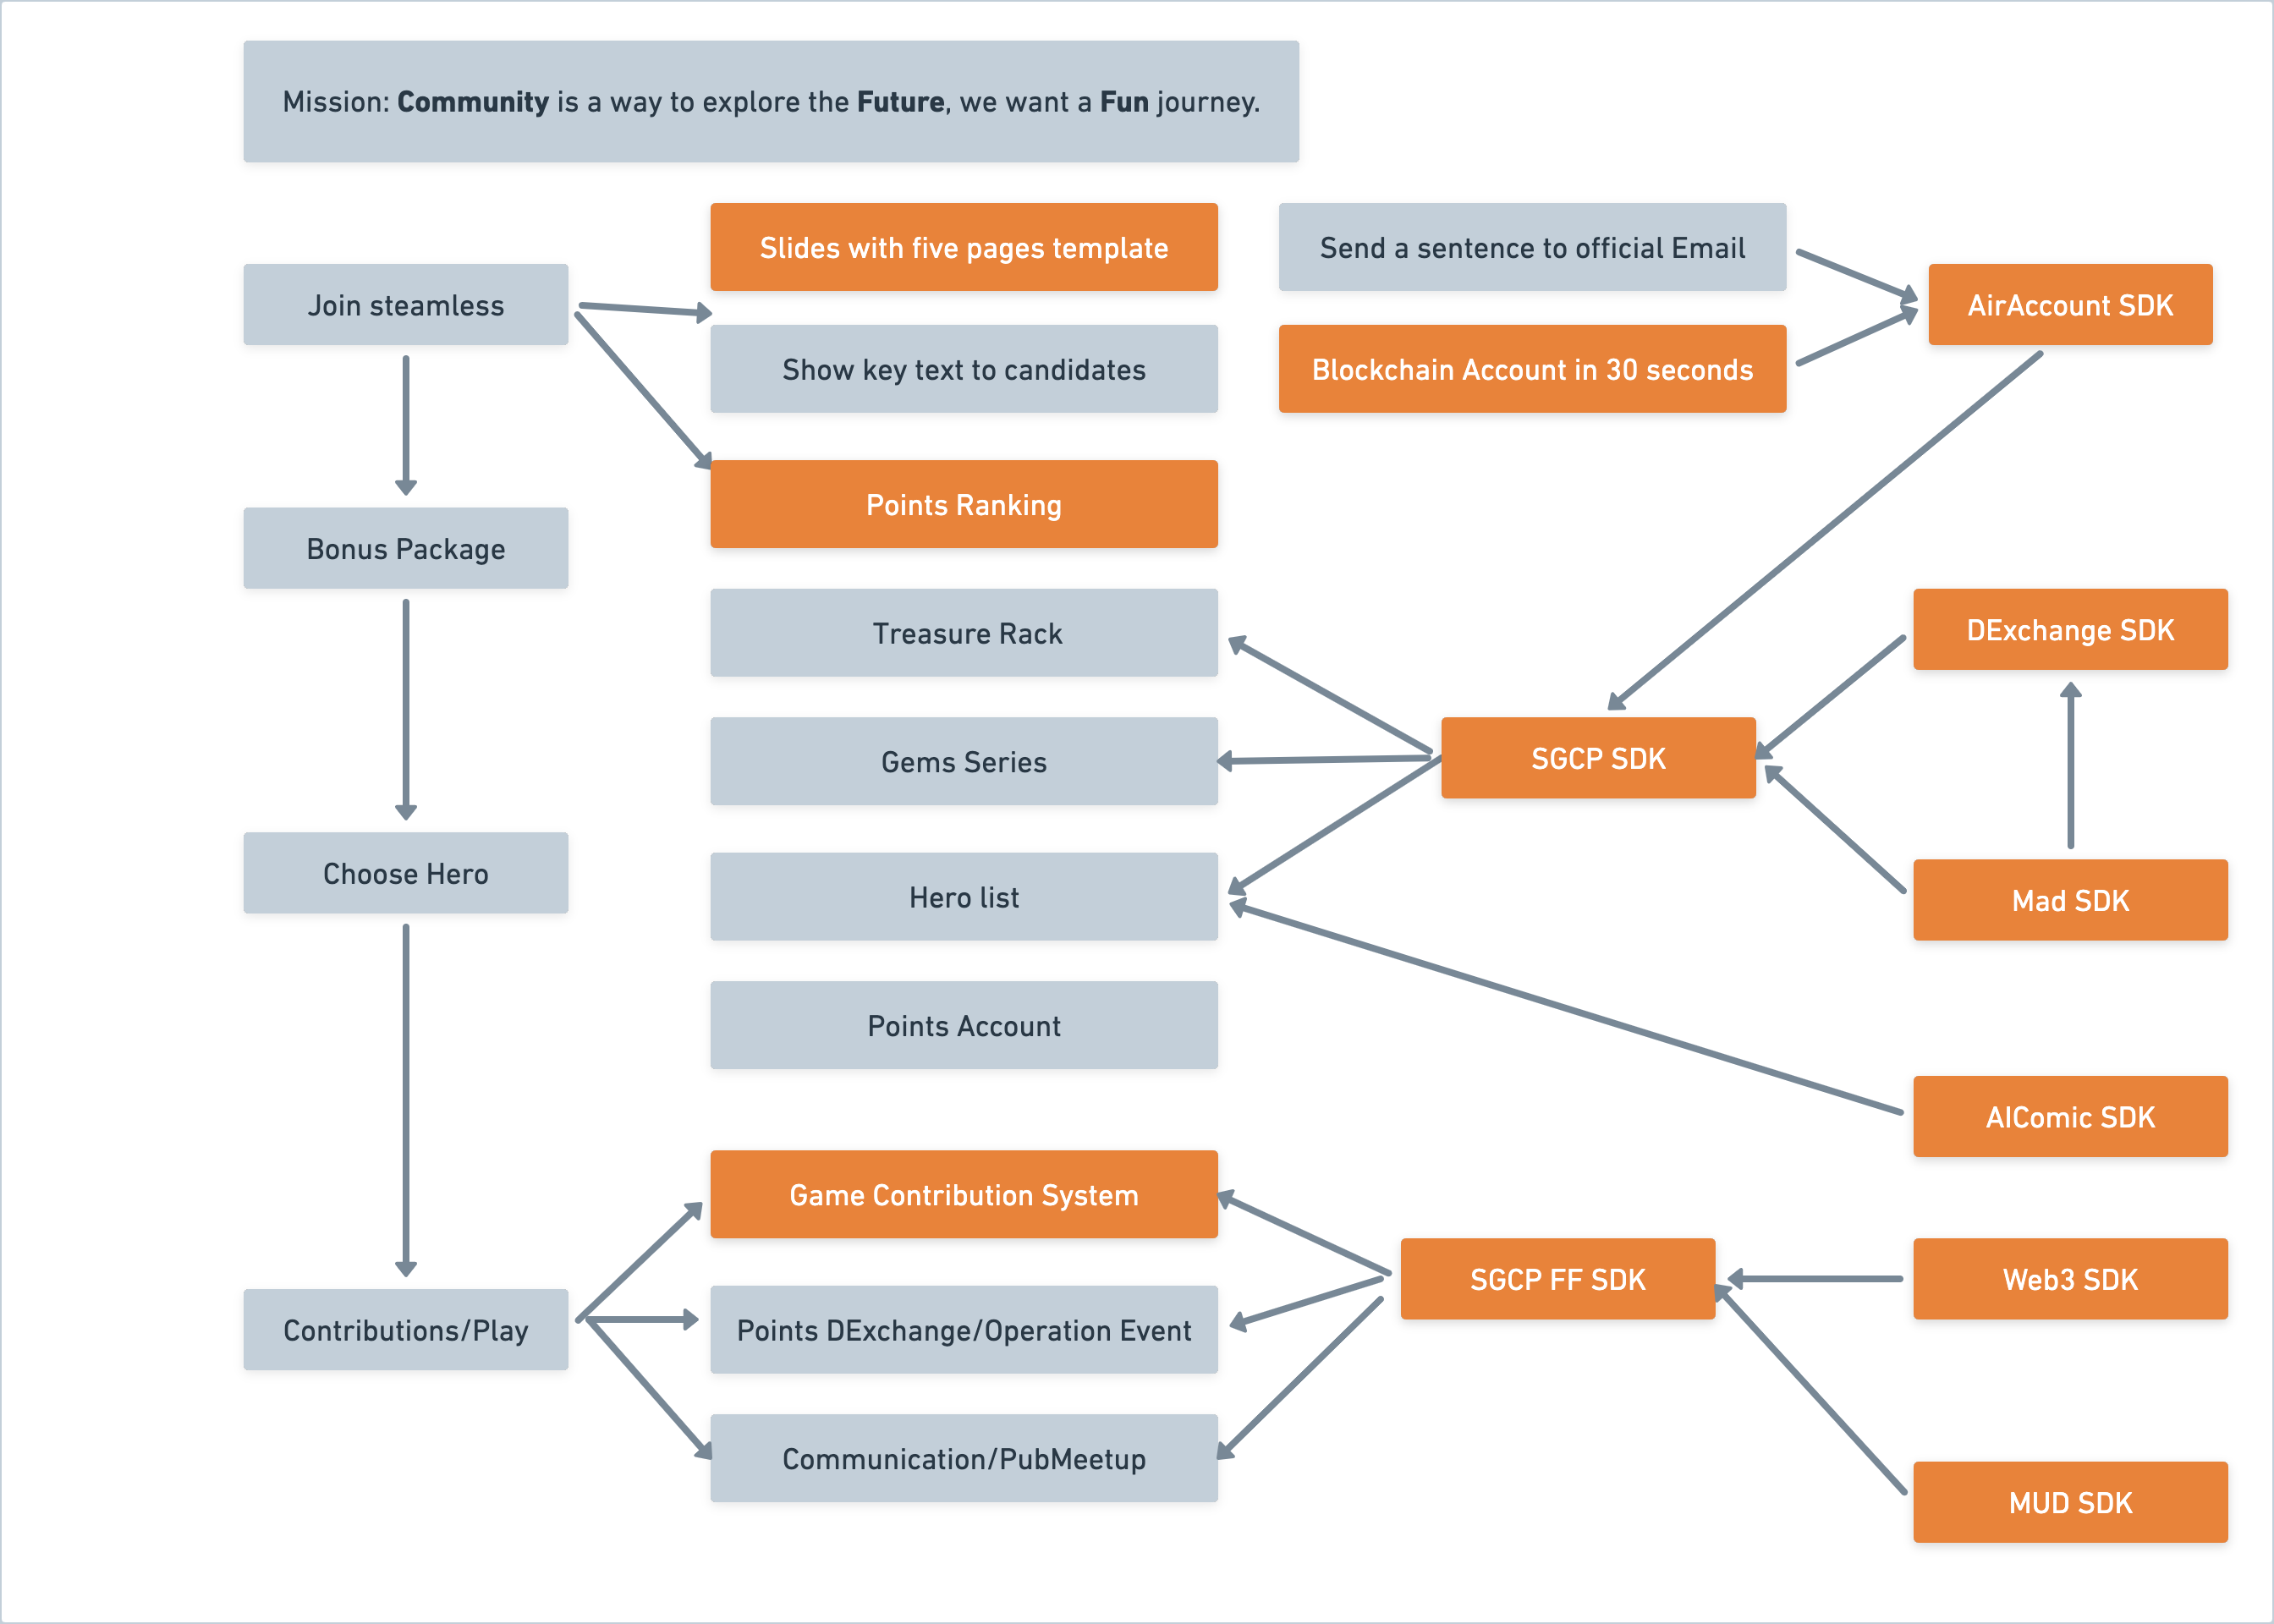 Mission: Community is a way to explore the Future, we want a Fun journey.
Slides with five pages template
Send a sentence to official Email
Join steamless
AirAccount SDK
Show key text to candidates
Blockchain Account in 30 seconds
Points Ranking
Bonus Package
Treasure Rack
DExchange SDK
Gems Series
SGCP SDK
Choose Hero
Hero list
Mad SDK
Points Account
AIComic SDK
Game Contribution System
SGCP FF SDK
Web3 SDK
Contributions/Play
Points DExchange/Operation Event
Communication/PubMeetup
MUD SDK